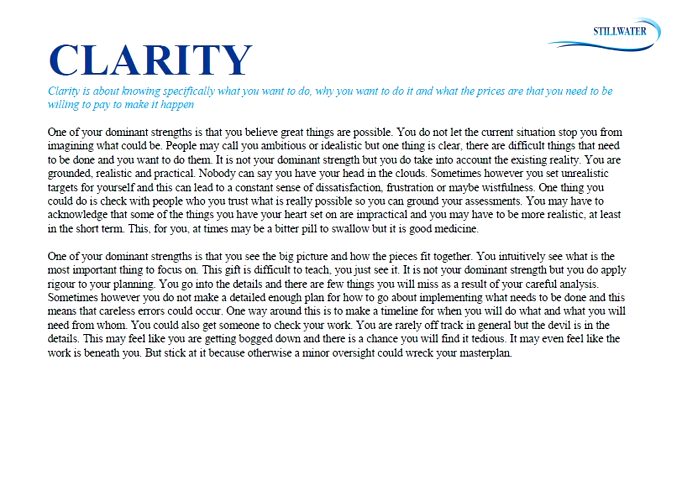 STILLWATER
CLARITY
Clarity is about knowing specifically what you want to do, why you want to do it and what the prices are that you need to be
willing to pay to make it happen
One of your dominant strengths is that you believe great things are possible. You do not let the current situation stop you from
imagining what could be. People may call you ambitious or idealistic but one thing is clear, there are difficult things that need
to be done and you want to do them. It is not your dominant strength but you do take into account the existing reality. You are
grounded, realistic and practical. Nobody can say you have your head in the clouds. Sometimes however you set unrealistic
targets for yourself and this can lead to a constant sense of dissatisfaction, frustration or maybe wistfulness. One thing you
could do is check with people who you trust what is really possible so you can ground your assessments. You may have to
acknowledge that some of the things you have your heart set on are impractical and you may have to be more realistic, at least
in the short term. This, for you, at times may be a bitter pill to swallow but it is good medicine.
One of your dominant strengths is that you see the big picture and how the pieces fit together. You intuitively see what is the
most important thing to focus on. This gift is difficult to teach, you just see it. It is not your dominant strength but you do apply
rigour to your planning. You go into the details and there are few things you will miss as a result of your careful analysis.
Sometimes however you do not make a detailed enough plan for how to go about implementing what needs to be done and this
means that careless errors could occur. One way around this is to make a timeline for when you will do what and what you will
need from whom. You could also get someone to check your work. You are rarely off track in general but the devil is in the
details. This may feel like you are getting bogged down and there is a chance you will find it tedious. It may even feel like the
work is beneath you. But stick at it because otherwise a minor oversight could wreck your masterplan.